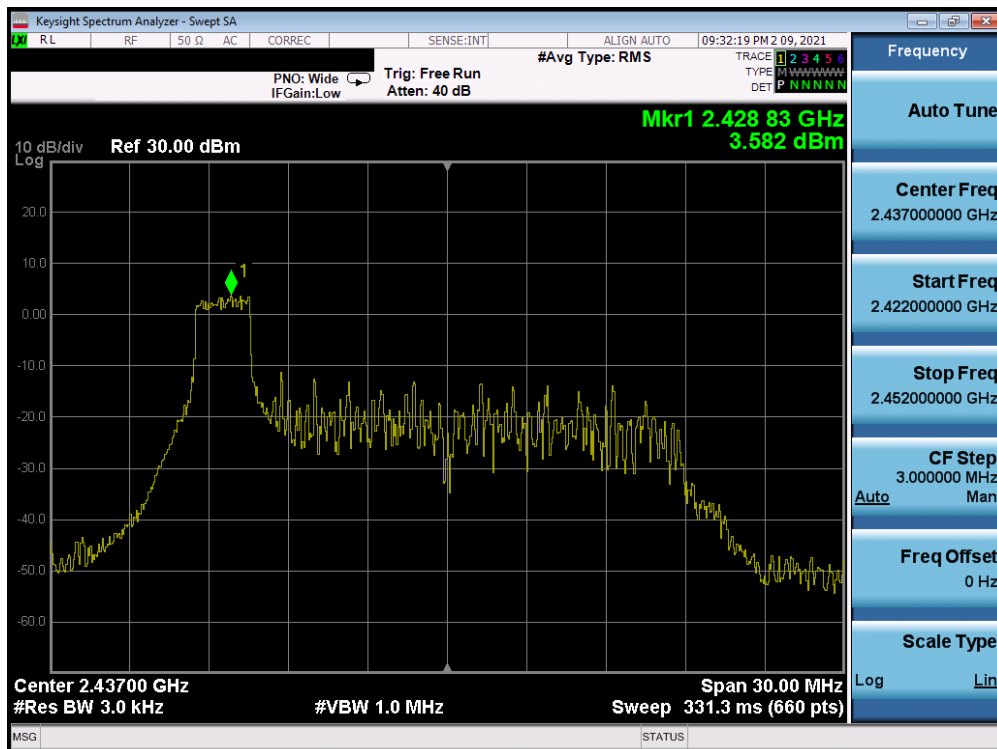 Keysight Spectrum Analyzer - Swept SA
LXI RL RF 50 Ω AC CORREC SENSE:INT ALIGN AUTO 09:32:19 PM 2 09, 2021
PNO: Wide
IFGain:Low
Trig: Free Run
Atten: 40 dB
#Avg Type: RMS
TRACE 1 2 3 4 5 6
TYPE M WWWWW
DET P N N N N N
Frequency
Mkr1 2.428 83 GHz
3.582 dBm
10 dB/div Ref 30.00 dBm
Log
20.0
10.0
0.00
-10.0
-20.0
-30.0
-40.0
-50.0
-60.0
1
Center 2.43700 GHz
Span 30.00 MHz
#Res BW 3.0 kHz
#VBW 1.0 MHz
Sweep 331.3 ms (660 pts)
MSG
STATUS
Auto Tune
Center Freq
2.437000000 GHz
Start Freq
2.422000000 GHz
Stop Freq
2.452000000 GHz
CF Step
3.000000 MHz
Auto Man
Freq Offset
0 Hz
Scale Type
Log Lin